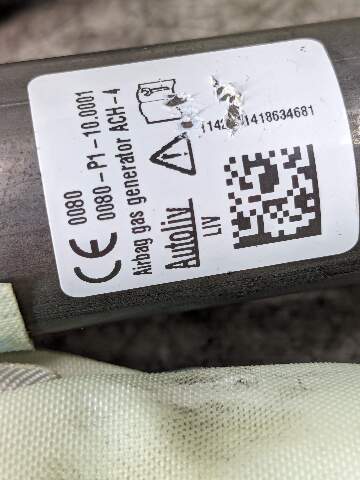 CE 0080
0080-P1-10.0001
Airbag gas generator ACH-4
Autoliv
LIV
1418634681